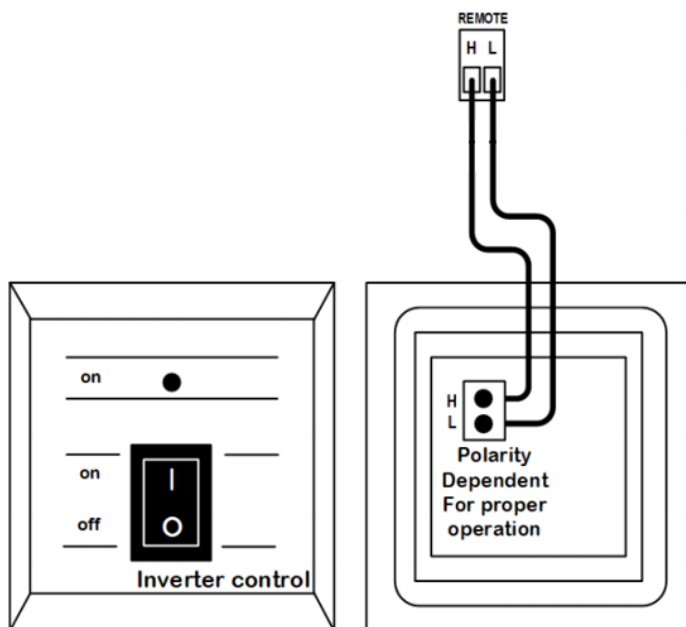 REMOTE
H L
on
on
I
off
O
Inverter control
H
L
Polarity
Dependent
For proper
operation